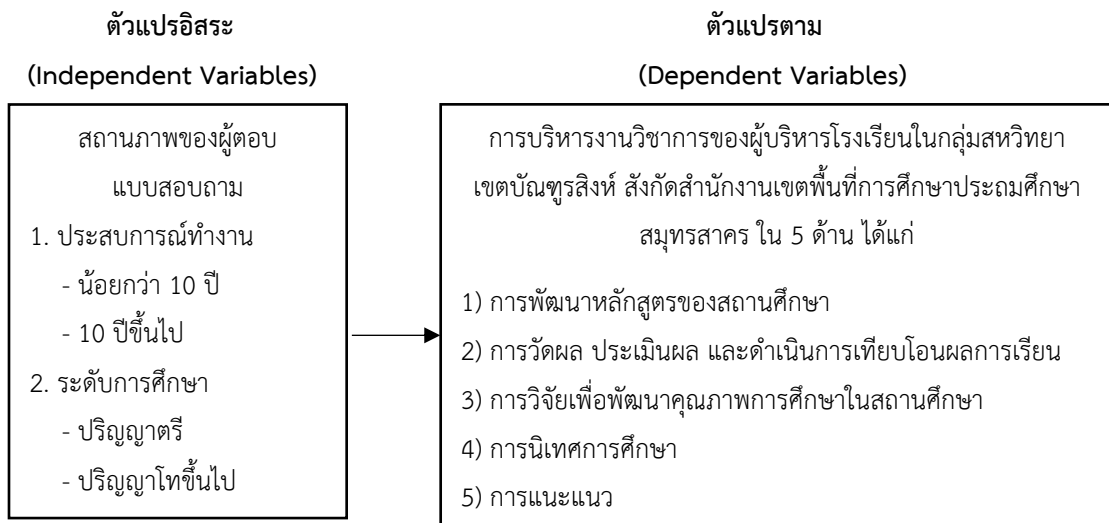 ตัวแปรอิสระ
(Independent Variables)
สถานภาพของผู้ตอบ
แบบสอบถาม
1. ประสบการณ์ทำงาน
- น้อยกว่า 10 ปี
- 10 ปีขึ้นไป
2. ระดับการศึกษา
- ปริญญาตรี
- ปริญญาโทขึ้นไป
ตัวแปรตาม
(Dependent Variables)
การบริหารงานวิชาการของผู้บริหารโรงเรียนในกลุ่มสหวิทยา
เขตบัณฑูรสิงห์ สังกัดสำนักงานเขตพื้นที่การศึกษาประถมศึกษา
สมุทรสาคร ใน 5 ด้าน ได้แก่
1) การพัฒนาหลักสูตรของสถานศึกษา
2) การวัดผล ประเมินผล และดำเนินการเทียบโอนผลการเรียน
3) การวิจัยเพื่อพัฒนาคุณภาพการศึกษาในสถานศึกษา
4) การนิเทศการศึกษา
5) การแนะแนว